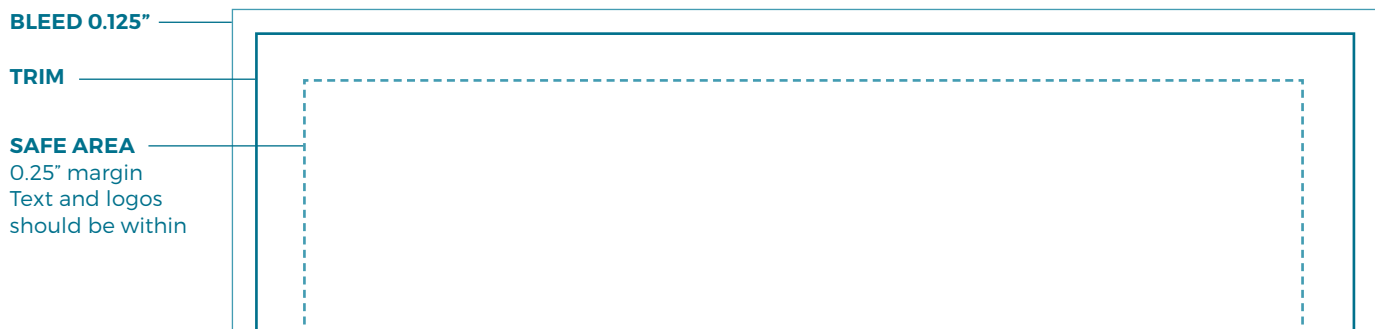 BLEED 0.125”
TRIM
SAFE AREA
0.25” margin
Text and logos
should be within